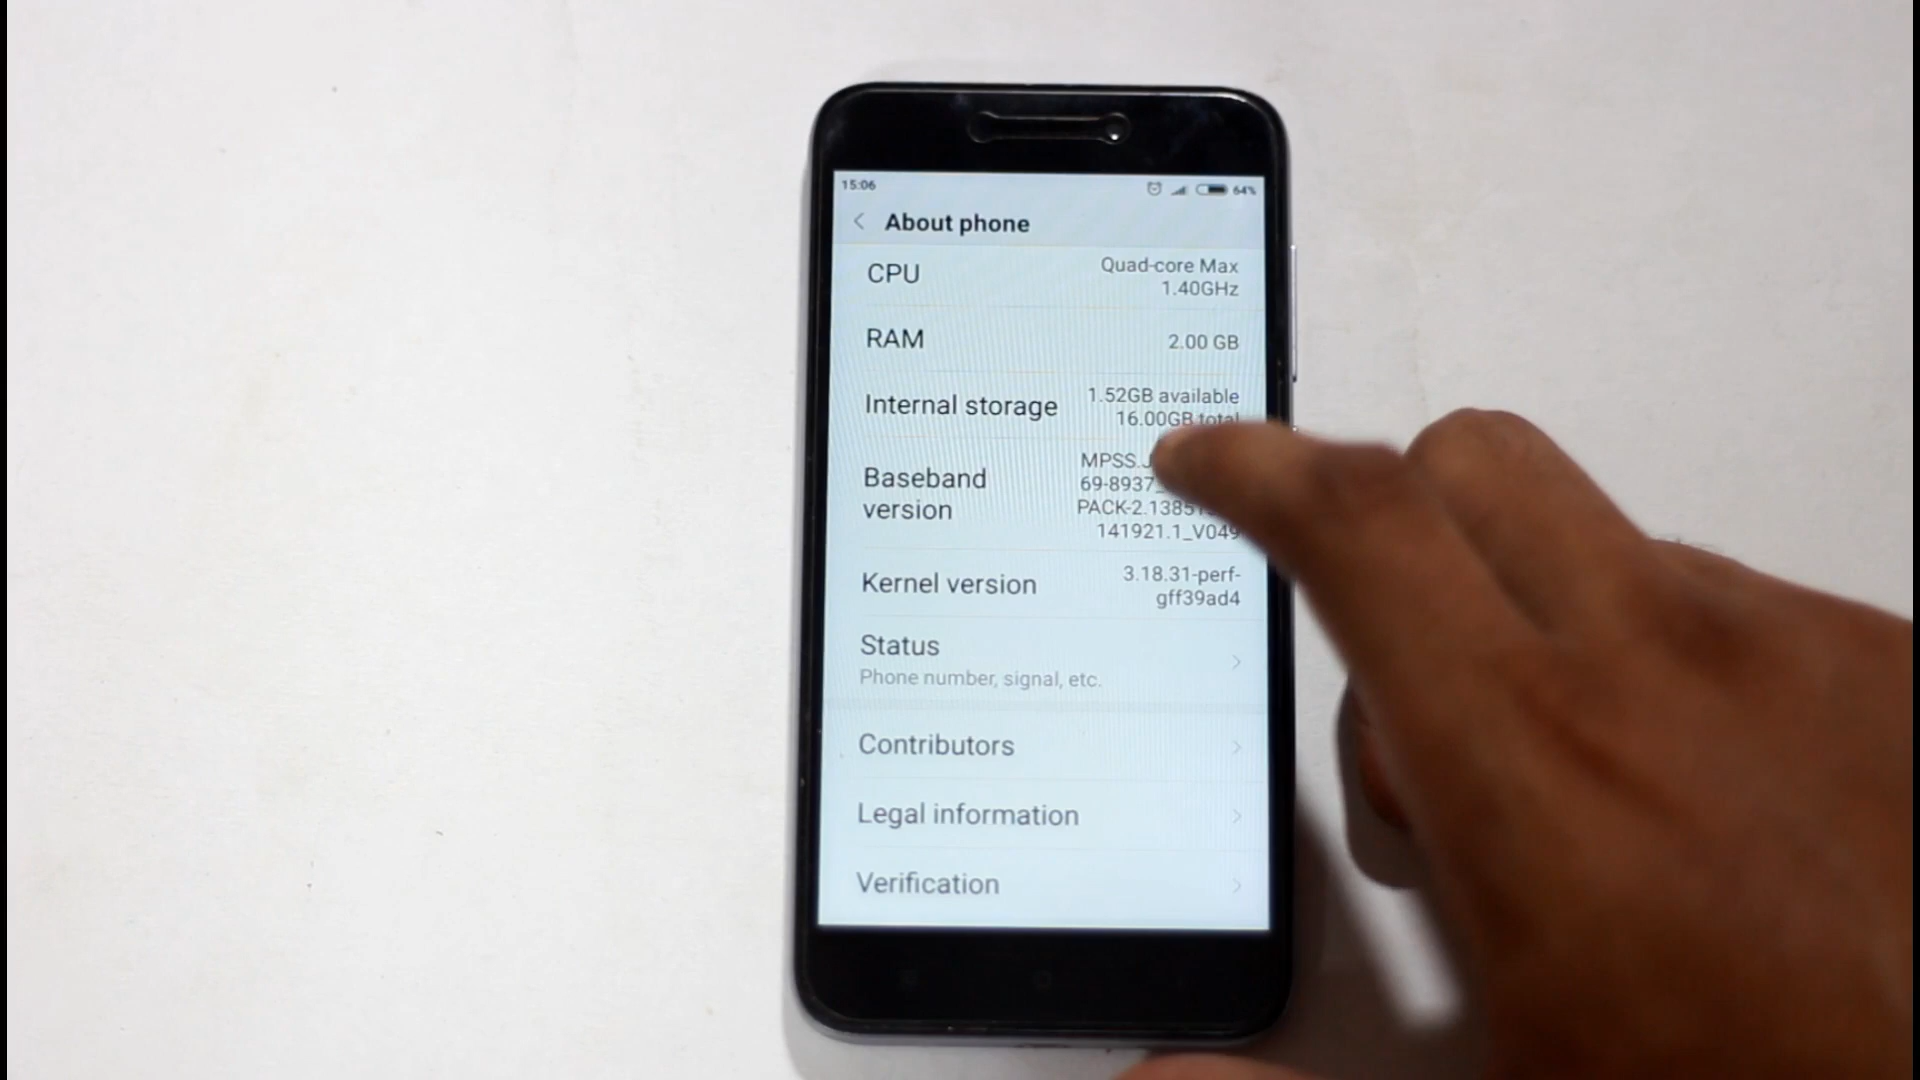 15:06
64%
About phone
CPU
Quad-core Max
1.40GHz
RAM
2.00 GB
Internal storage
1.52GB available
16.00GB total
Baseband
version
MPSS.J
69-8937_
PACK-2.1385
141921.1_V049
Kernel version
3.18.31-perf-
gff39ad4
Status
Phone number, signal, etc.
Contributors
Legal information
Verification